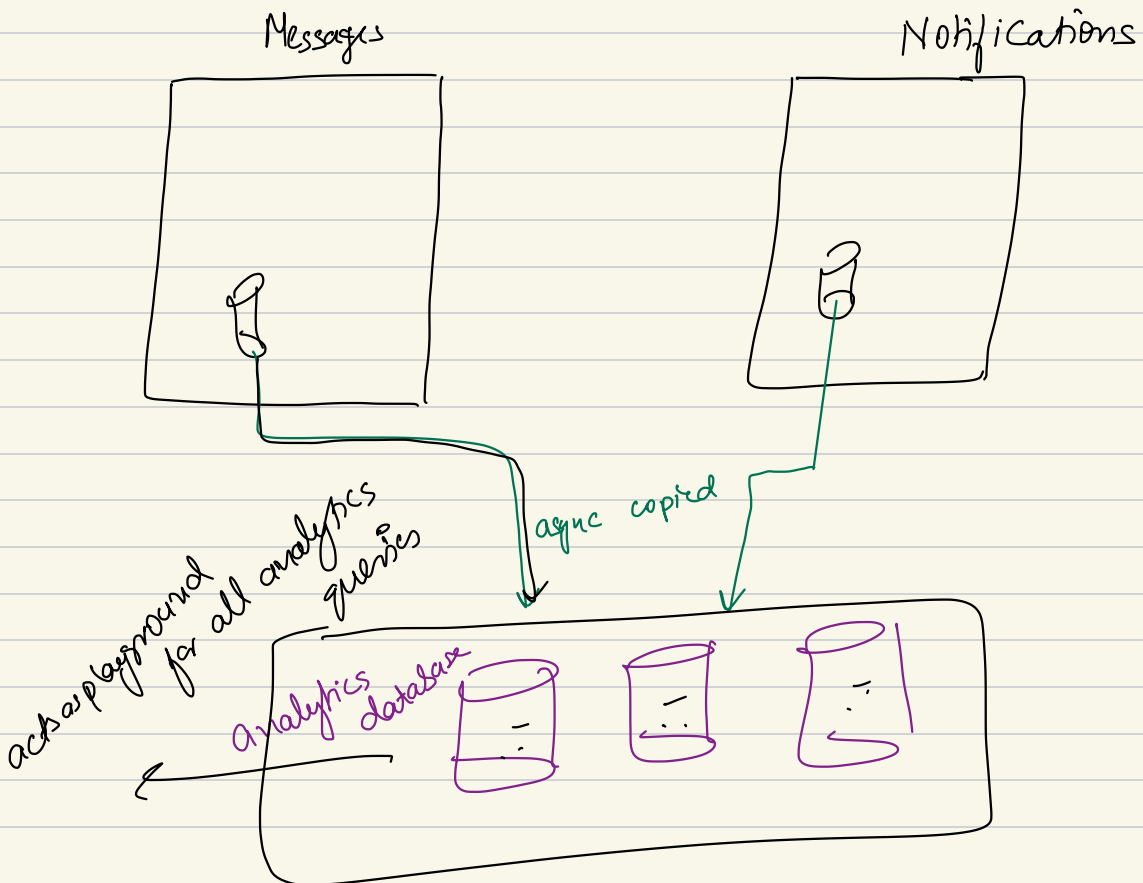 Messages
Notifications
async copied
acts as playground
for all analytics
queries
analytics
database